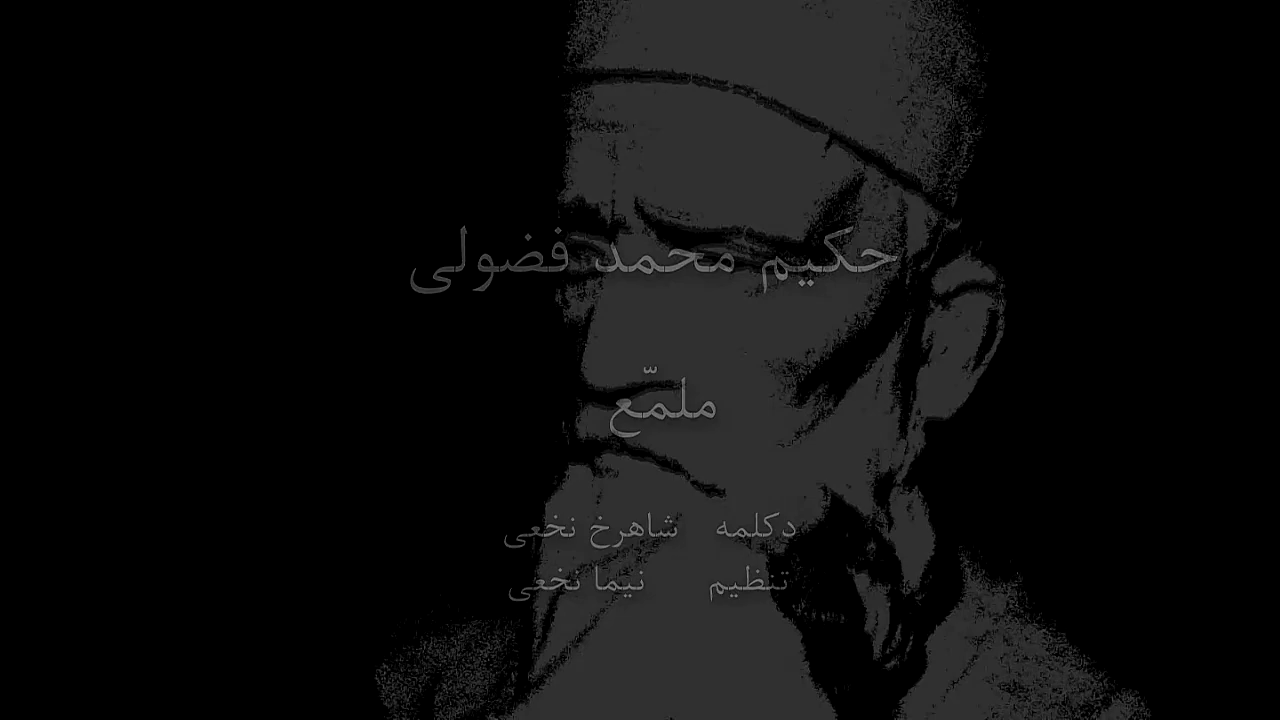 حکیم محمد فضولی
ملمّع
دکلمه شاهرخ نخعی
تنظیم نیما نخعی